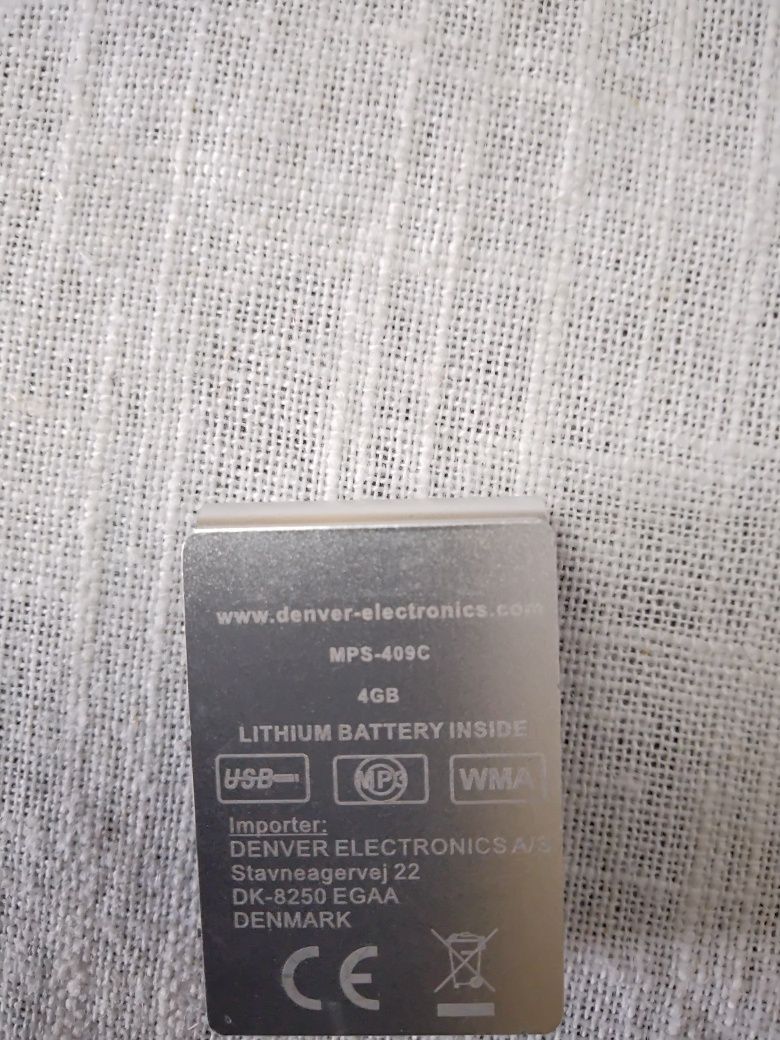 www.denver-electronics.com
MPS-409C
4GB
LITHIUM BATTERY INSIDE
USB MP3 WMA
Importer:
DENVER ELECTRONICS A/S
Stavneagervej 22
DK-8250 EGAA
DENMARK
CE